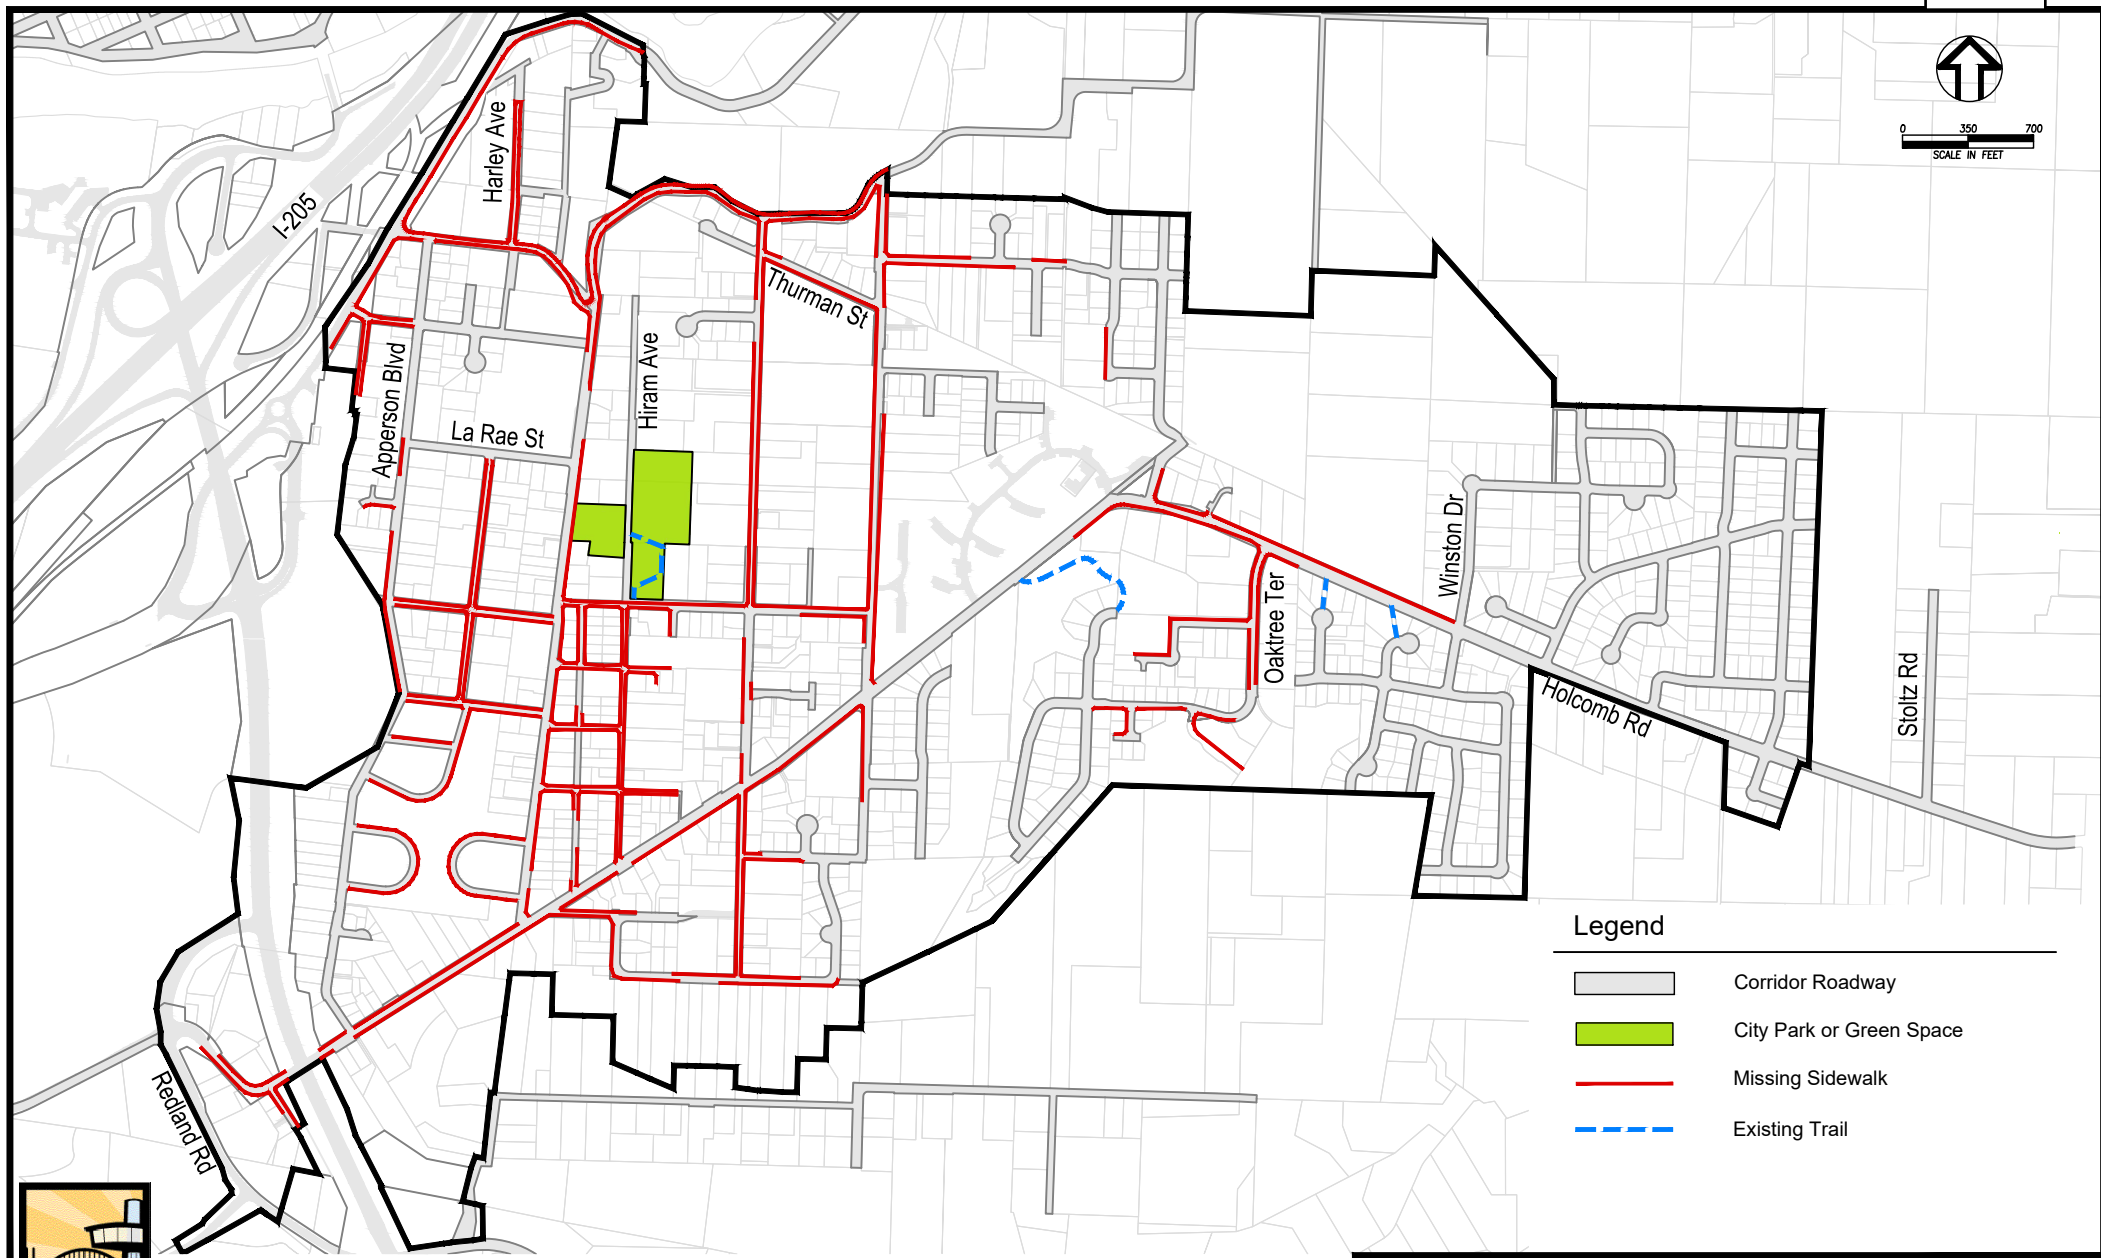 0 350 700
SCALE IN FEET
Harley Ave
I-205
Thurman St
Hiram Ave
Apperson Blvd
La Rae St
Winston Dr
Oaktree Ter
Holcomb Rd
Stoltz Rd
Redland Rd
Legend
Corridor Roadway
City Park or Green Space
Missing Sidewalk
Existing Trail